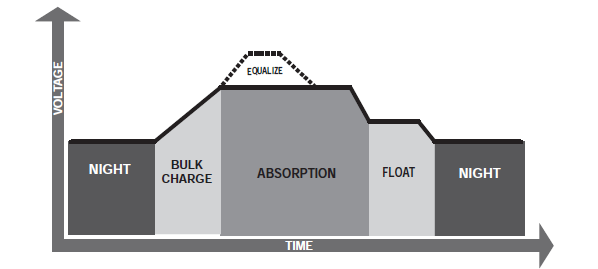 EQUALIZE
VOLTAGE
NIGHT
BULK
CHARGE
ABSORPTION
FLOAT
NIGHT
TIME